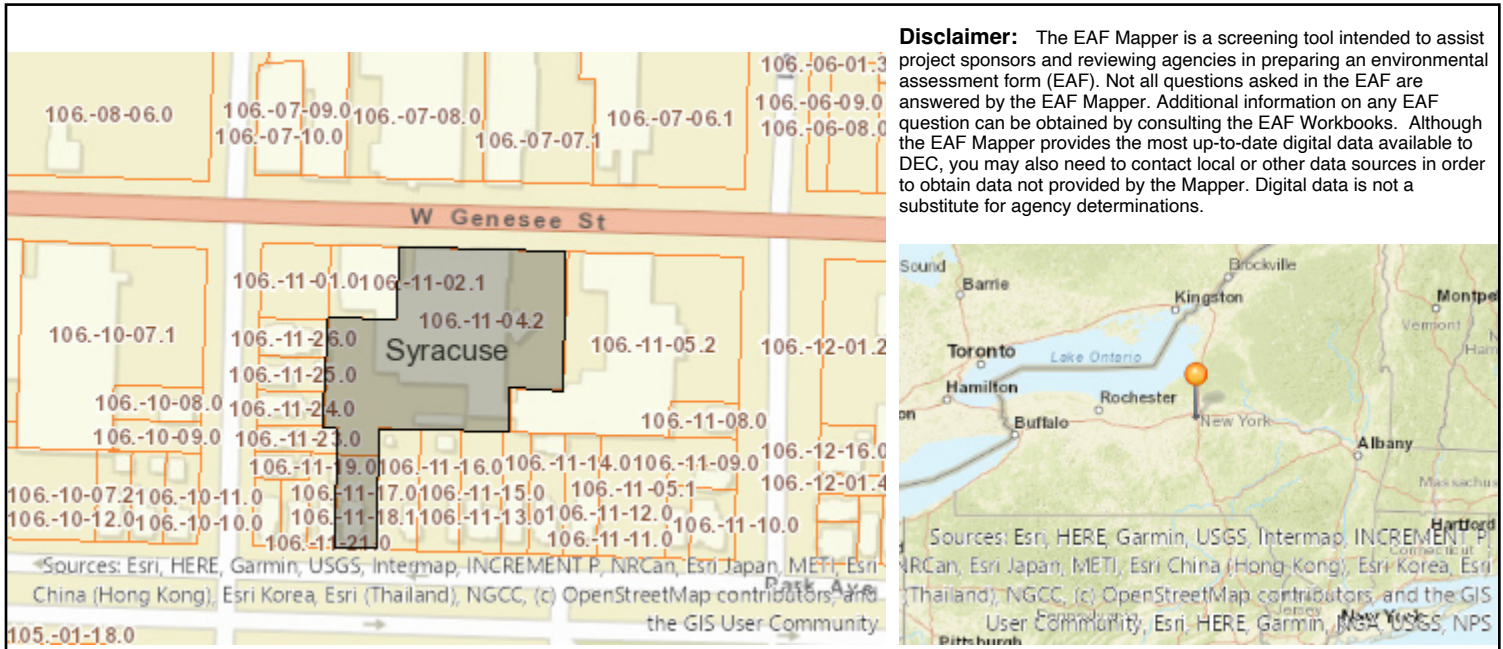 Disclaimer: The EAF Mapper is a screening tool intended to assist
project sponsors and reviewing agencies in preparing an environmental
assessment form (EAF). Not all questions asked in the EAF are
answered by the EAF Mapper. Additional information on any EAF
question can be obtained by consulting the EAF Workbooks. Although
the EAF Mapper provides the most up-to-date digital data available to
DEC, you may also need to contact local or other data sources in order
to obtain data not provided by the Mapper. Digital data is not a
substitute for agency determinations.
106.-06-01.3
106.-08-06.0
106.-07-09.0
106.-07-08.0
106.-07-06.1
106.-06-09.0
106.-07-10.0
106.-07-07.1
106.-06-08.0
W Genesee St
106.-11-01.0
106.-11-02.1
106.-11-04.2
106.-10-07.1
106.-11-26.0
Syracuse
106.-11-05.2
106.-12-01.2
106.-11-25.0
106.-10-08.0
106.-11-24.0
106.-11-08.0
106.-10-09.0
106.-11-23.0
106.-12-16.0
106.-11-19.0
106.-11-16.0
106.-11-14.0
106.-11-09.0
106.-12-01.4
106.-10-07.2
106.-10-11.0
106.-11-17.0
106.-11-15.0
106.-11-05.1
106.-10-12.0
106.-10-10.0
106.-11-18.1
106.-11-13.0
106.-11-12.0
106.-11-10.0
106.-11-21.0
106.-11-11.0
Park Ave
Sources: Esri, HERE, Garmin, USGS, Intermap, INCREMENT P, NRCan, Esri Japan, METI, Esri
China (Hong Kong), Esri Korea, Esri (Thailand), NGCC, (c) OpenStreetMap contributors, and
the GIS User Community
105.-01-18.0
Sound
Barrie
Brockville
Kingston
Montpel
Vermont
Toronto
Lake Ontario
Hamilton
Rochester
Buffalo
New York
Albany
Massachus
Hartford
Connecticut
Sources: Esri, HERE, Garmin, USGS, Intermap, INCREMENT P,
NRCan, Esri Japan, METI, Esri China (Hong Kong), Esri Korea, Esri
(Thailand), NGCC, (c) OpenStreetMap contributors, and the GIS
User Community, Esri, HERE, Garmin, NGA, USGS, NPS
Pennsylvania
Jersey
New York
Pittsburgh